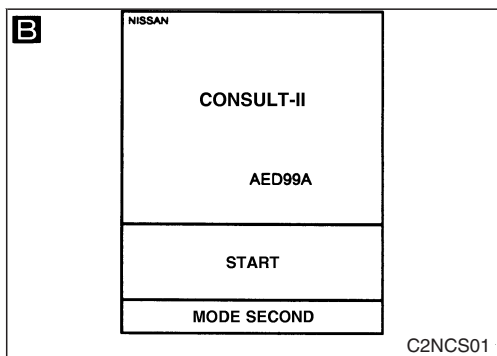 B
NISSAN
CONSULT-II
AED99A
START
MODE SECOND
C2NCS01